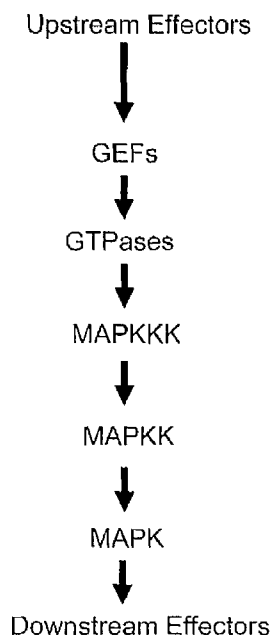 Upstream Effectors
GEFs
GTPases
MAPKKK
MAPKK
MAPK
Downstream Effectors